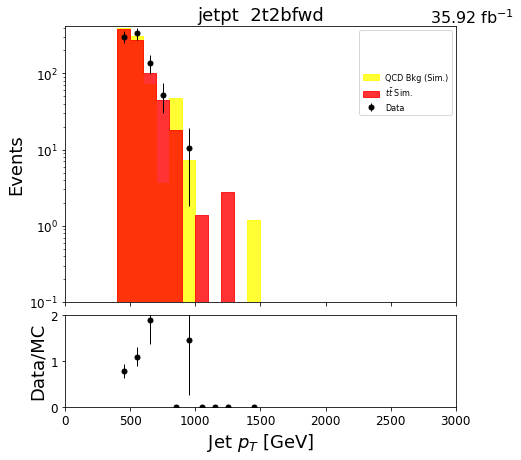 jetpt 2t2bfwd
35.92 fb⁻¹
QCD Bkg (Sim.)
tt̄ Sim.
Data
Events
10²
10¹
10⁰
10⁻¹
Data/MC
2
1
0
0 500 1000 1500 2000 2500 3000
Jet p_T [GeV]